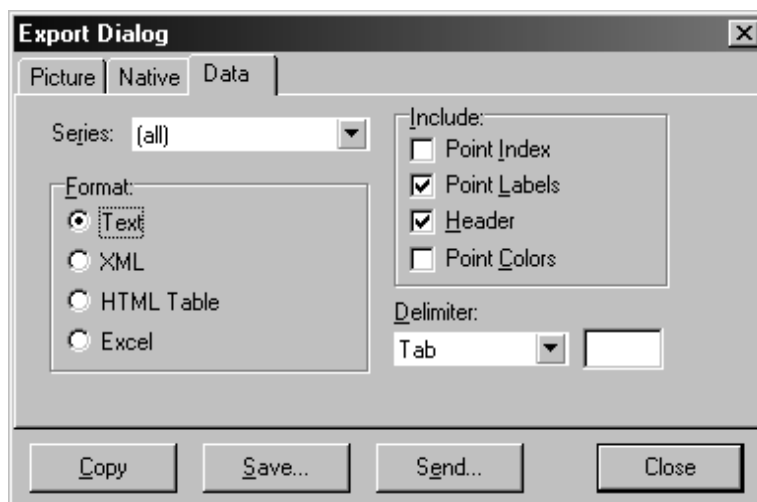 Export Dialog
Picture Native Data
Series: (all)
Format:
Text
XML
HTML Table
Excel
Include:
Point Index
Point Labels
Header
Point Colors
Delimiter:
Tab
Copy Save... Send... Close